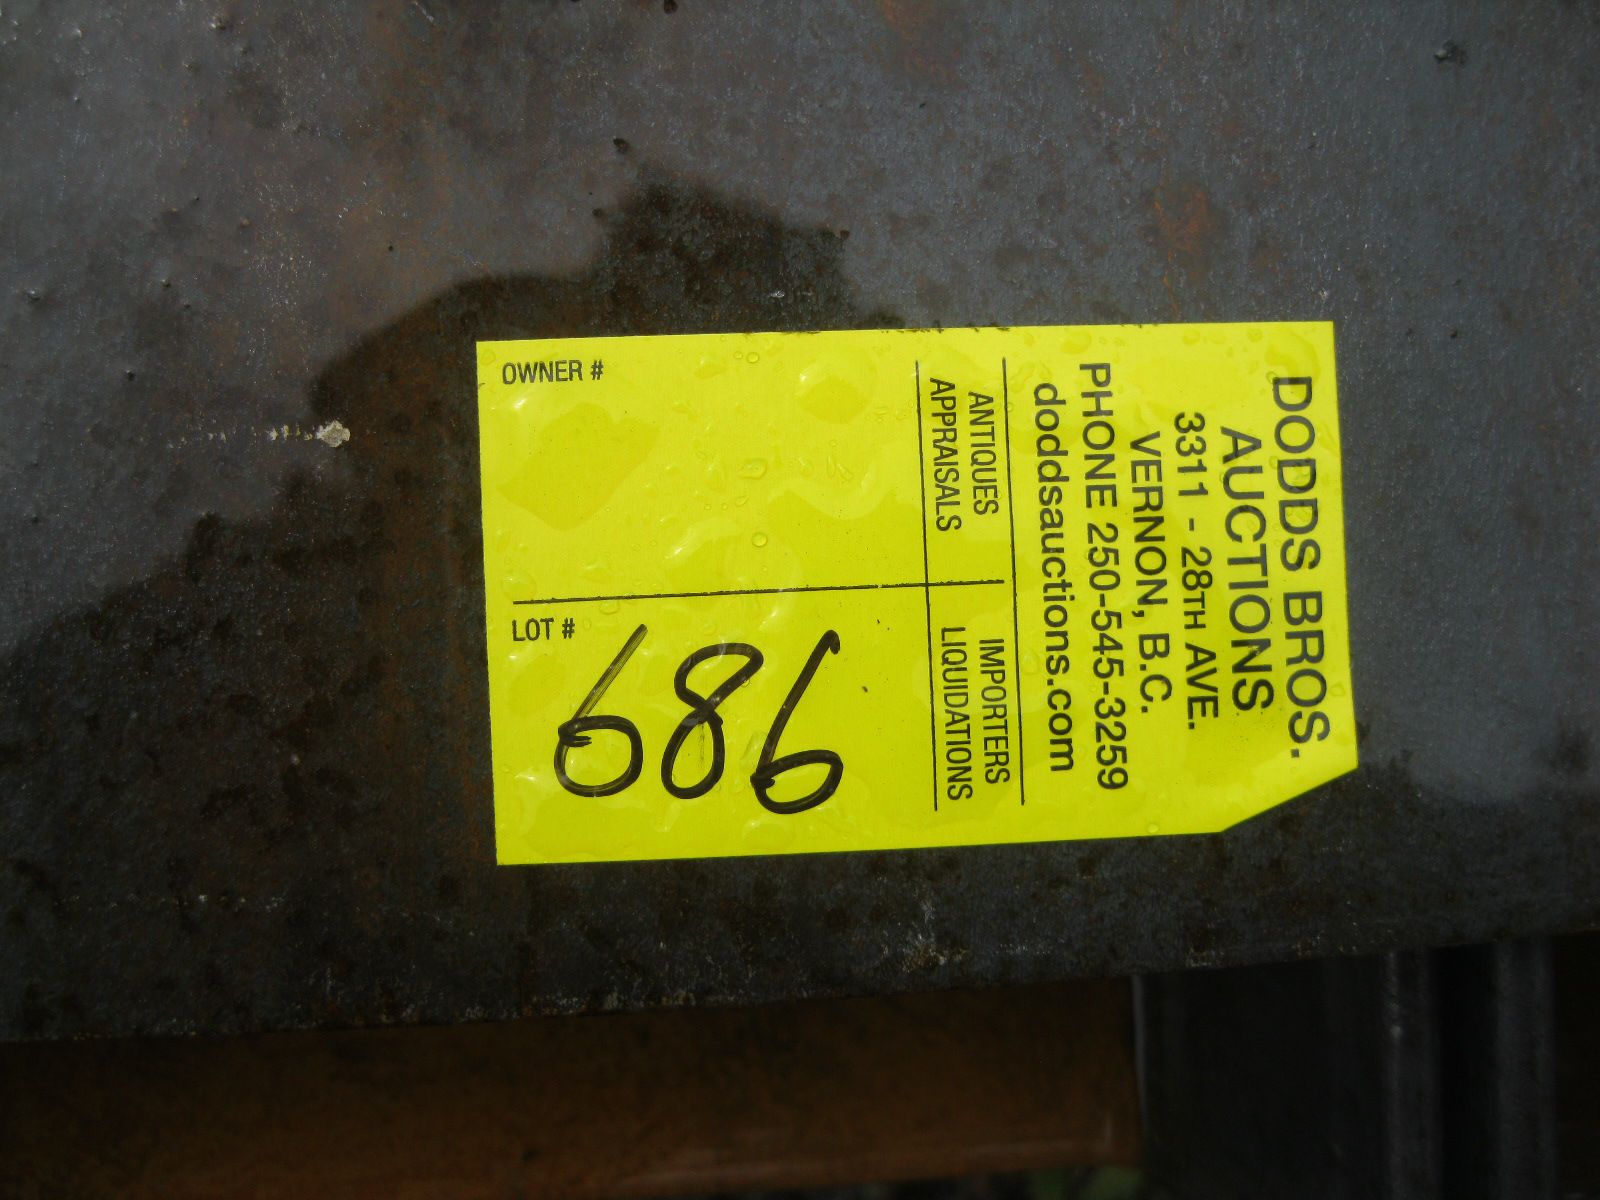 DODDS BROS.
AUCTIONS
3311 - 28TH AVE.
VERNON, B.C.
PHONE 250-545-3259
doddsauctions.com
ANTIQUES
APPRAISALS
IMPORTERS
LIQUIDATIONS
OWNER #
LOT #
686